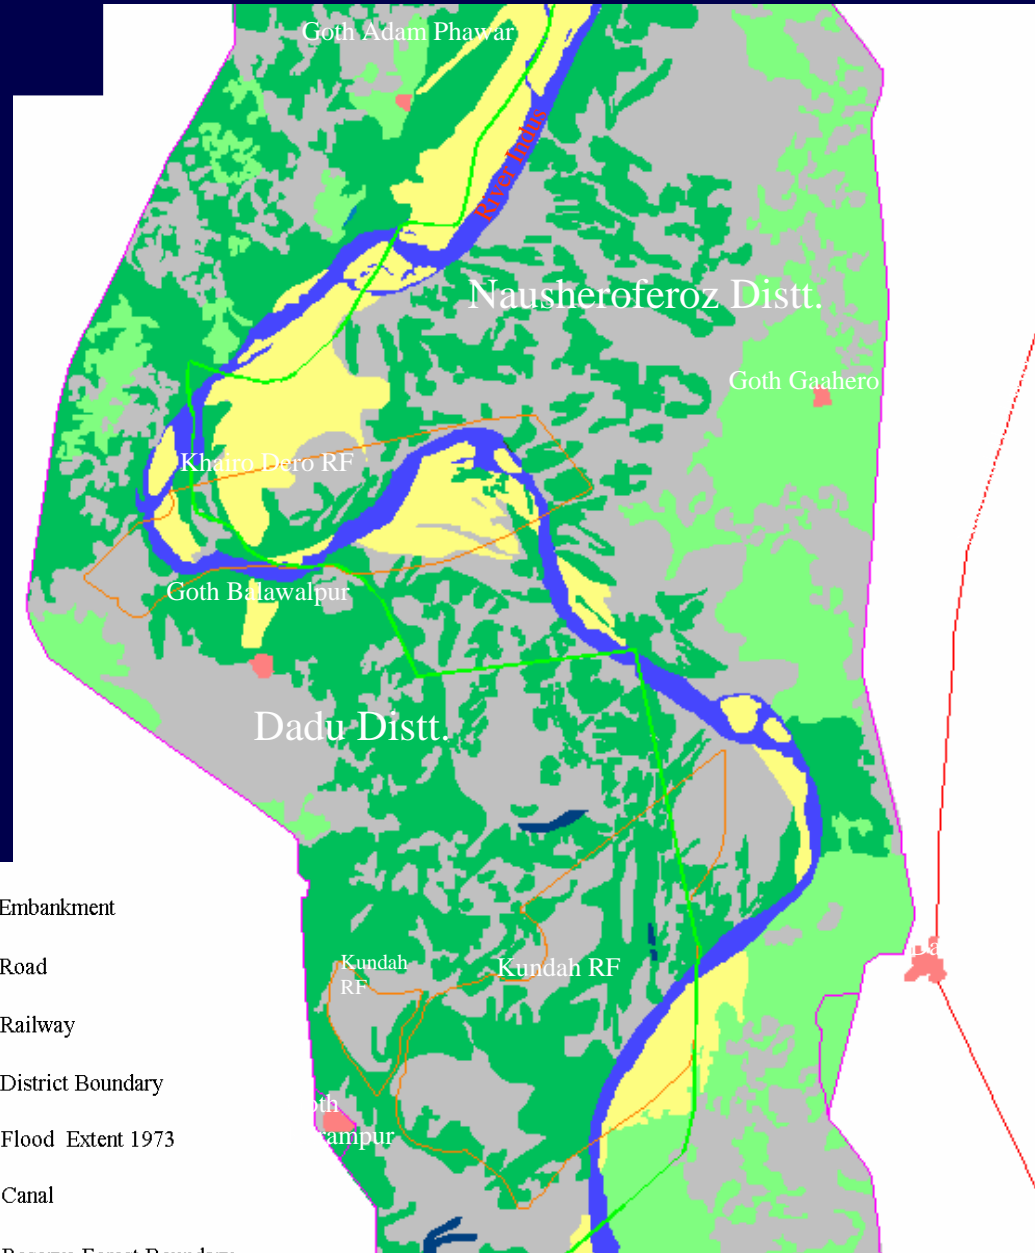 Goth Adam Phawar
River Indus
Nausheroferoz Distt.
Goth Gaahero
Khairo Dero RF
Goth Balawalpur
Dadu Distt.
Embankment
Road
Kundah
RF
Kundah RF
Railway
District Boundary
Flood Extent 1973
Canal